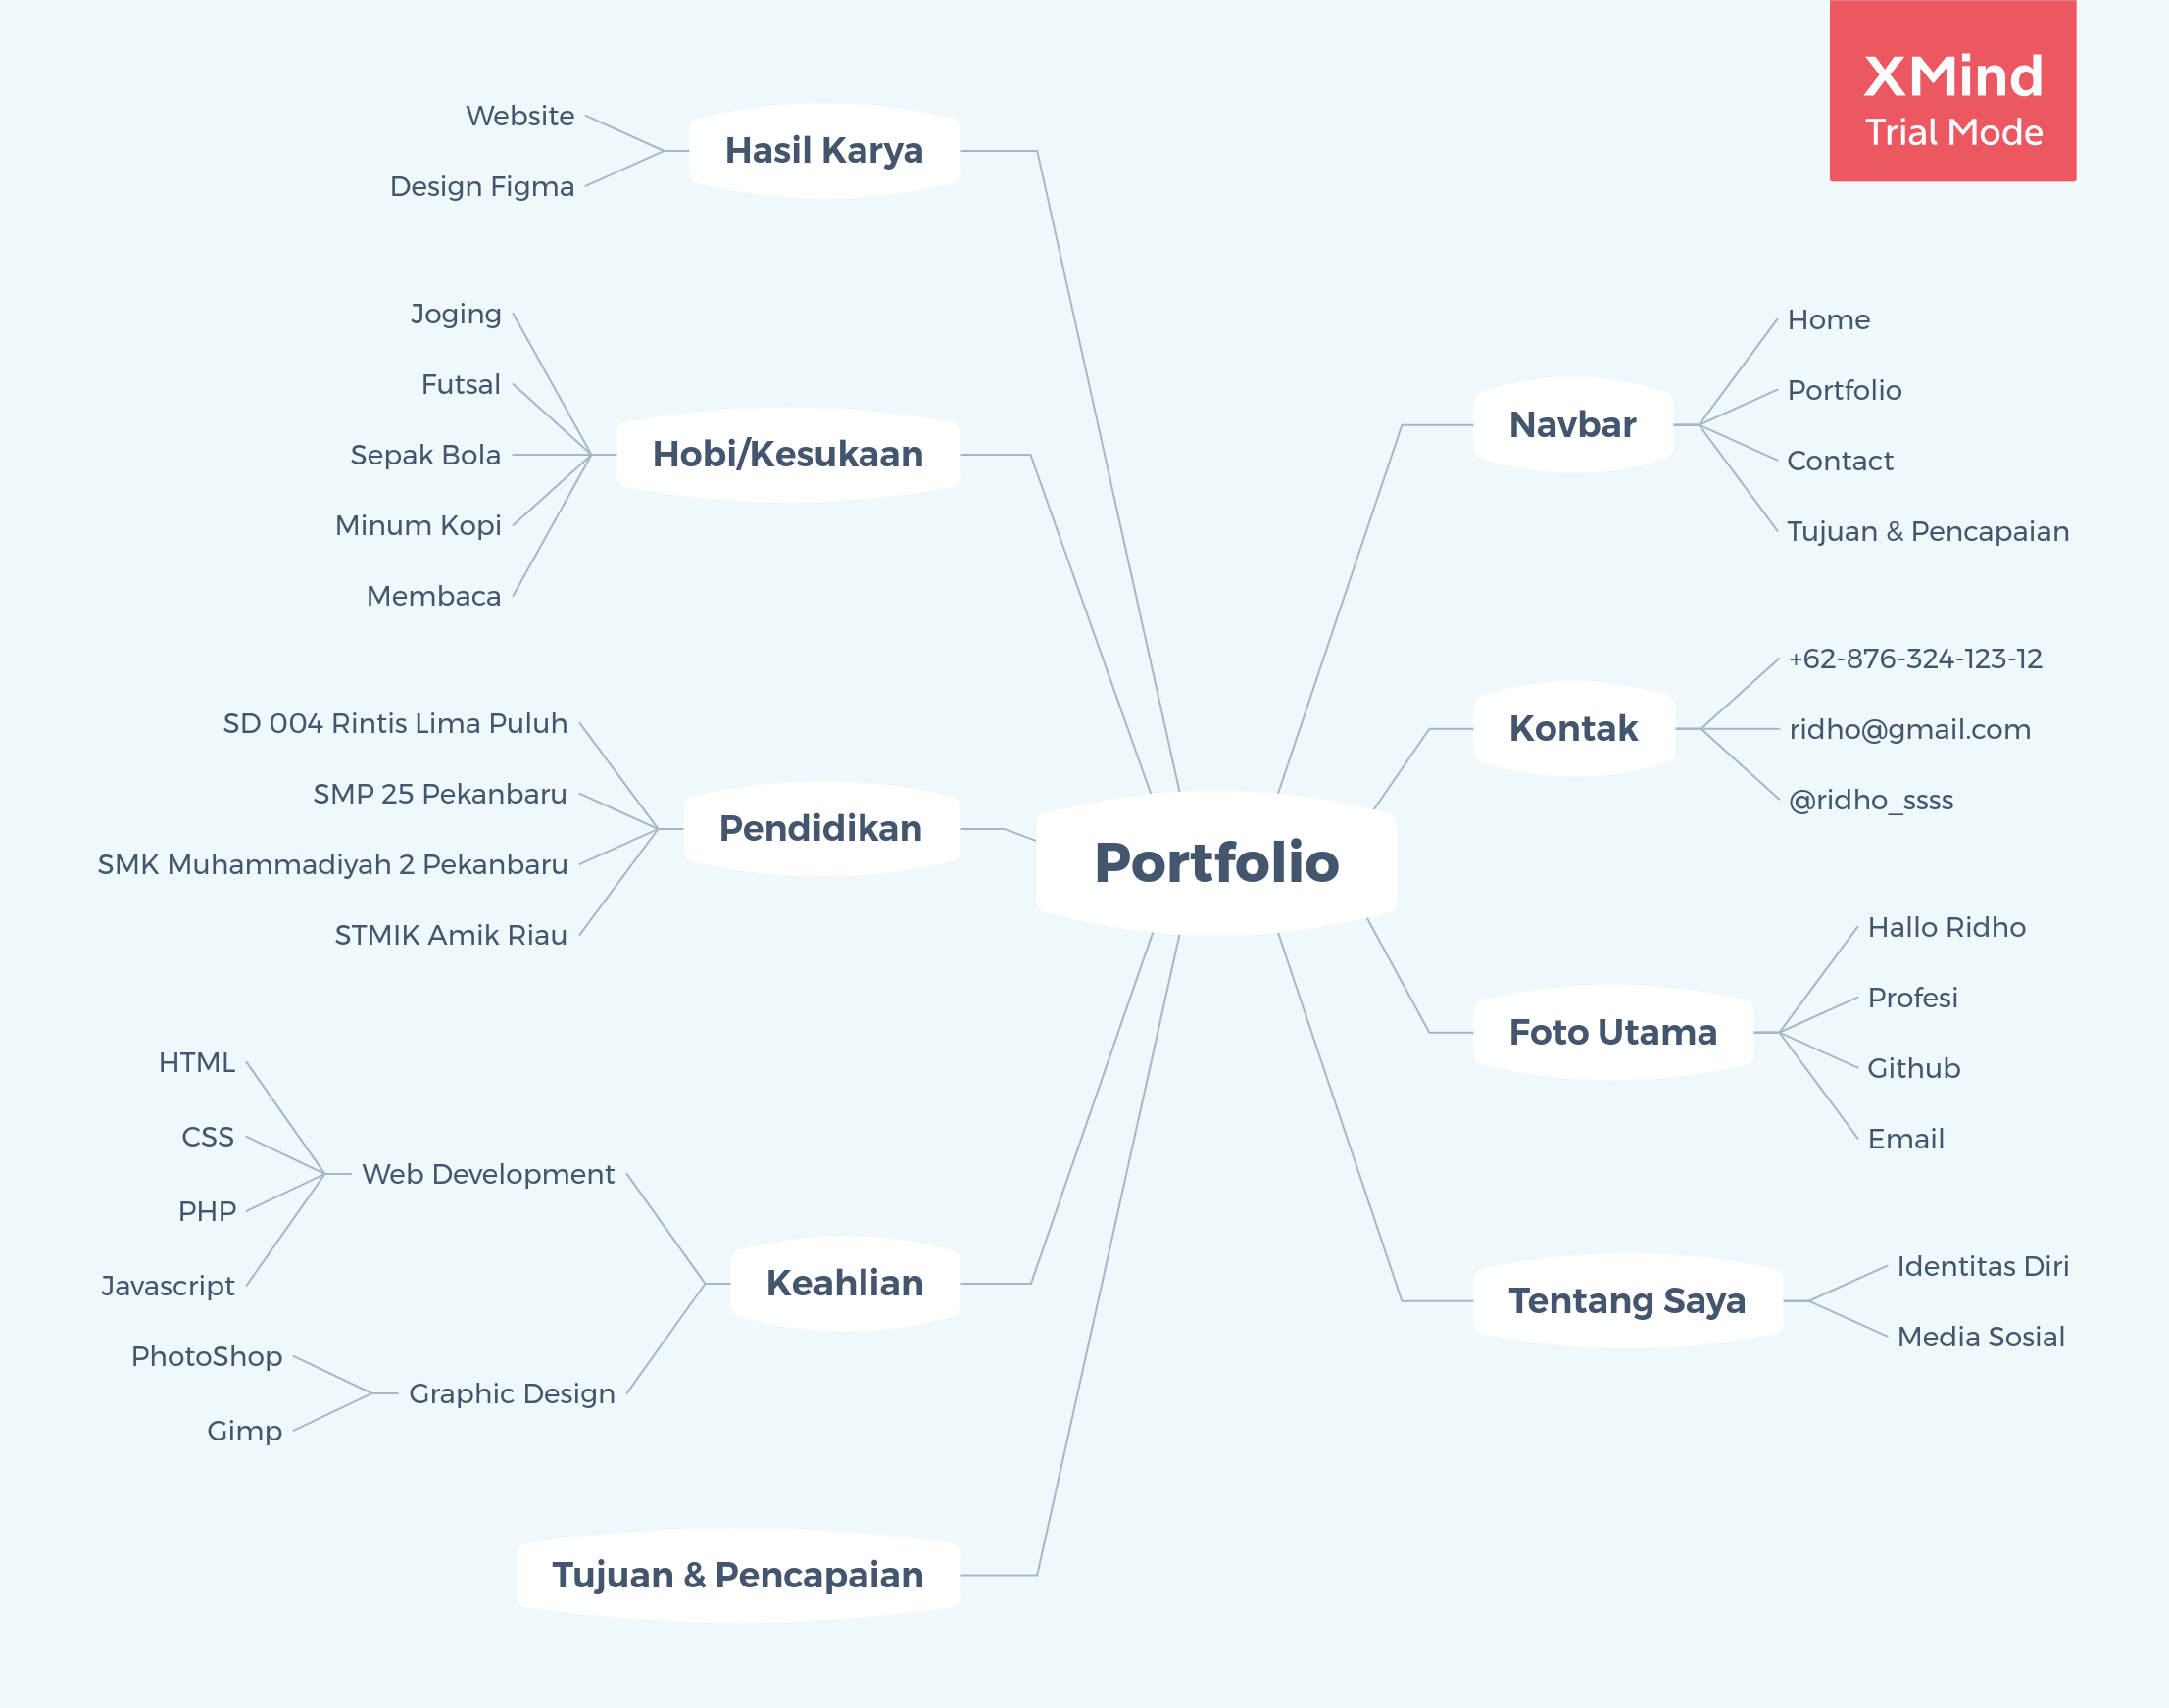 XMind
Trial Mode
Portfolio
Navbar
Home
Portfolio
Contact
Tujuan & Pencapaian
Kontak
+62-876-324-123-12
ridho@gmail.com
@ridho_ssss
Foto Utama
Hallo Ridho
Profesi
Github
Email
Tentang Saya
Identitas Diri
Media Sosial
Hasil Karya
Website
Design Figma
Hobi/Kesukaan
Joging
Futsal
Sepak Bola
Minum Kopi
Membaca
Pendidikan
SD 004 Rintis Lima Puluh
SMP 25 Pekanbaru
SMK Muhammadiyah 2 Pekanbaru
STMIK Amik Riau
Keahlian
Web Development
HTML
CSS
PHP
Javascript
Graphic Design
PhotoShop
Gimp
Tujuan & Pencapaian